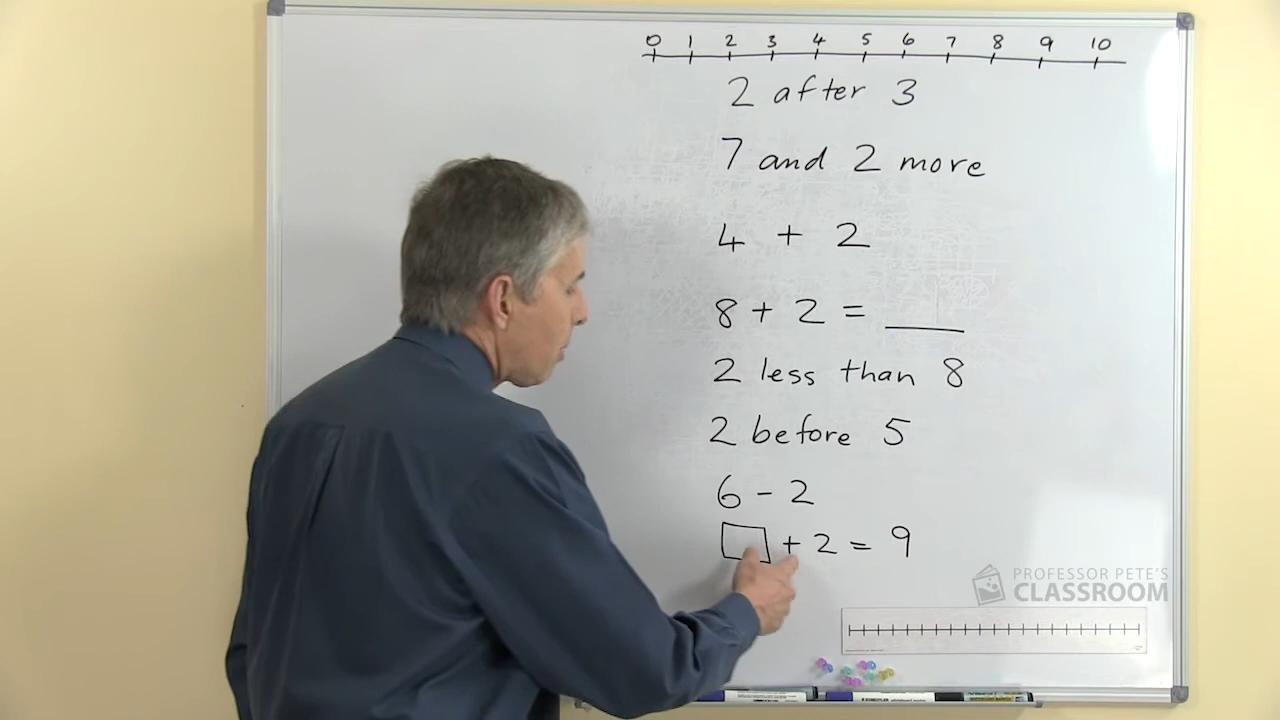 0 1 2 3 4 5 6 7 8 9 10
2 after 3
7 and 2 more
4 + 2
8 + 2 = ____
2 less than 8
2 before 5
6 - 2
□ + 2 = 9
PROFESSOR PETE'S
CLASSROOM